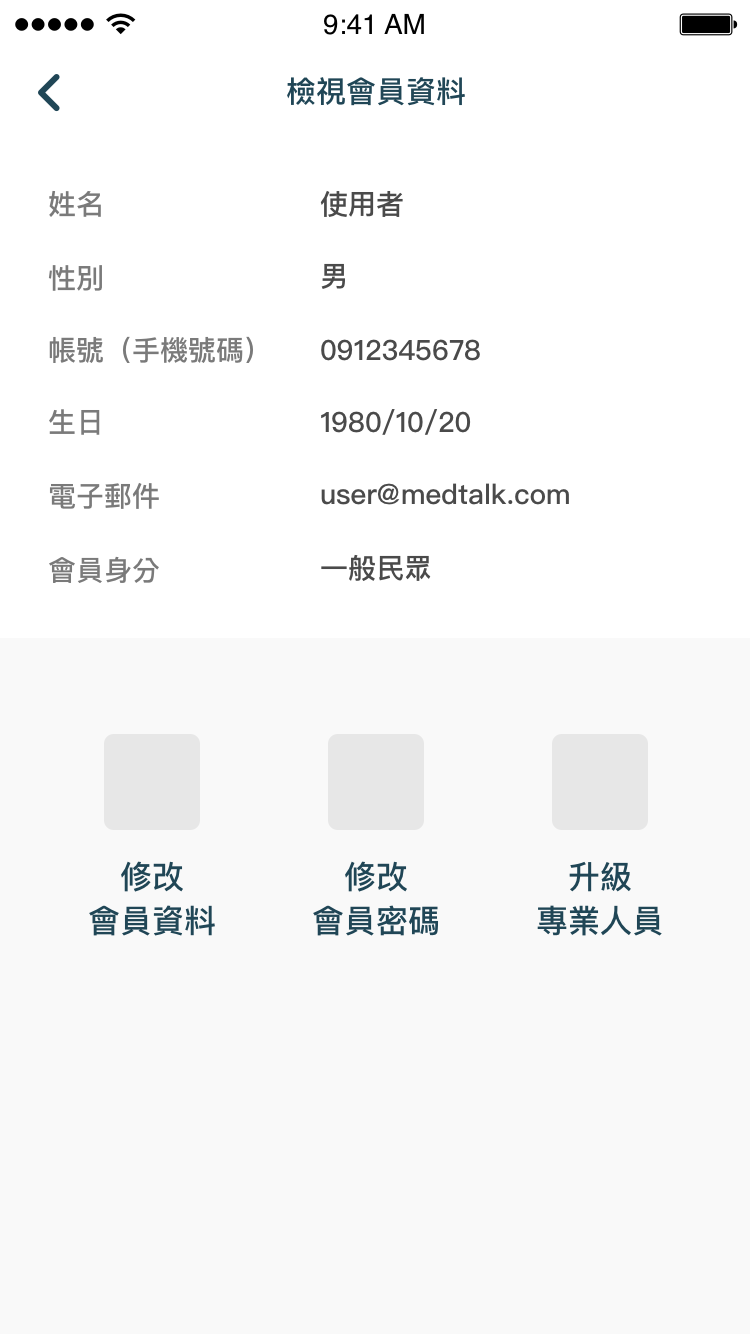 9:41 AM
檢視會員資料
姓名 使用者
性別 男
帳號（手機號碼） 0912345678
生日 1980/10/20
電子郵件 user@medtalk.com
會員身分 一般民眾
修改
會員資料
修改
會員密碼
升級
專業人員